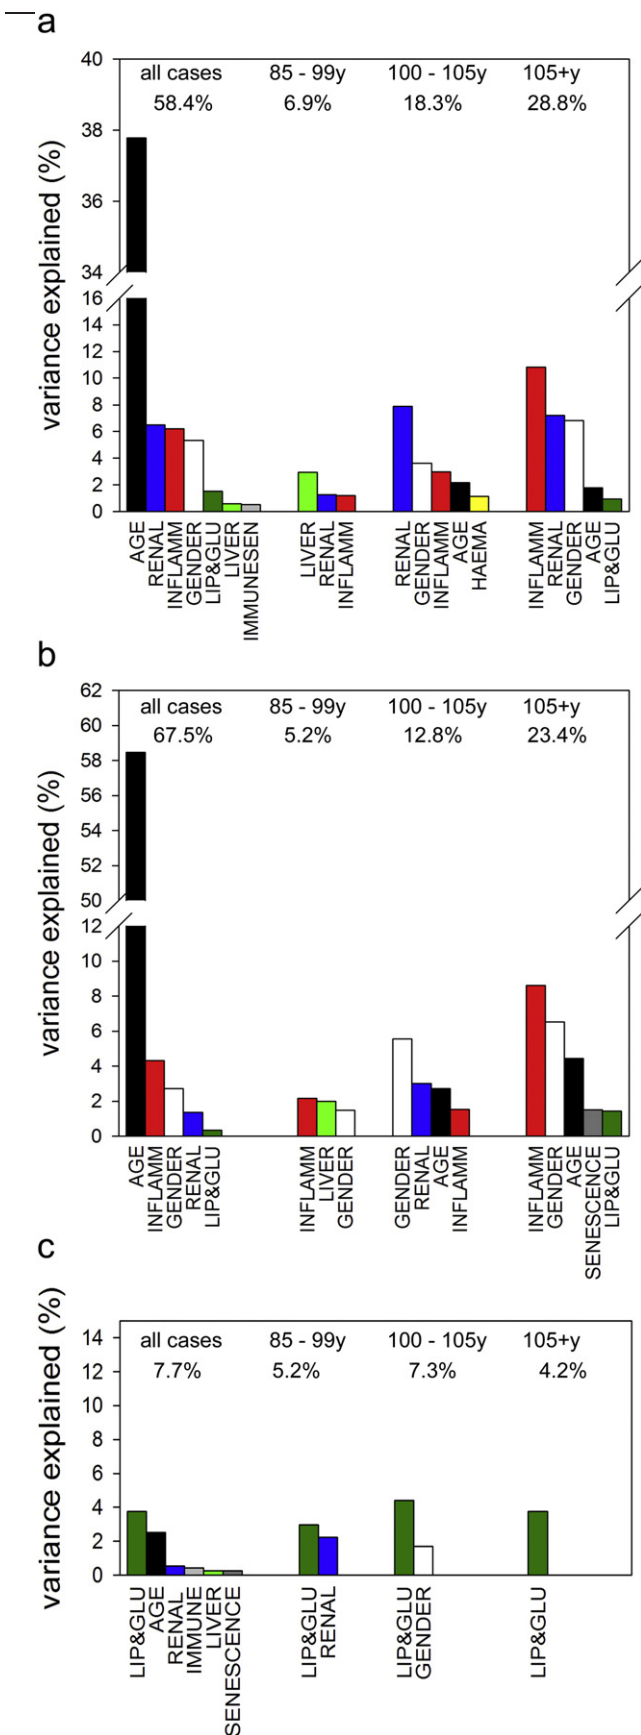 a
variance explained (%)
40
38
36
34
16
14
12
10
8
6
4
2
0
all cases 85 - 99y 100 - 105y 105+y
58.4% 6.9% 18.3% 28.8%
AGE
RENAL
INFLAMM
GENDER
LIP&GLU
LIVER
IMMUNESEN
LIVER
RENAL
INFLAMM
RENAL
GENDER
INFLAMM
AGE
HAEMA
INFLAMM
RENAL
GENDER
AGE
LIP&GLU
b
variance explained (%)
62
60
58
56
54
52
50
12
10
8
6
4
2
0
all cases 85 - 99y 100 - 105y 105+y
67.5% 5.2% 12.8% 23.4%
AGE
INFLAMM
GENDER
RENAL
LIP&GLU
INFLAMM
LIVER
GENDER
GENDER
RENAL
AGE
INFLAMM
INFLAMM
GENDER
AGE
SENESCENCE
LIP&GLU
c
variance explained (%)
14
12
10
8
6
4
2
0
all cases 85 - 99y 100 - 105y 105+y
7.7% 5.2% 7.3% 4.2%
LIP&GLU
AGE
RENAL
IMMUNE
LIVER
SENESCENCE
LIP&GLU
RENAL
LIP&GLU
GENDER
LIP&GLU